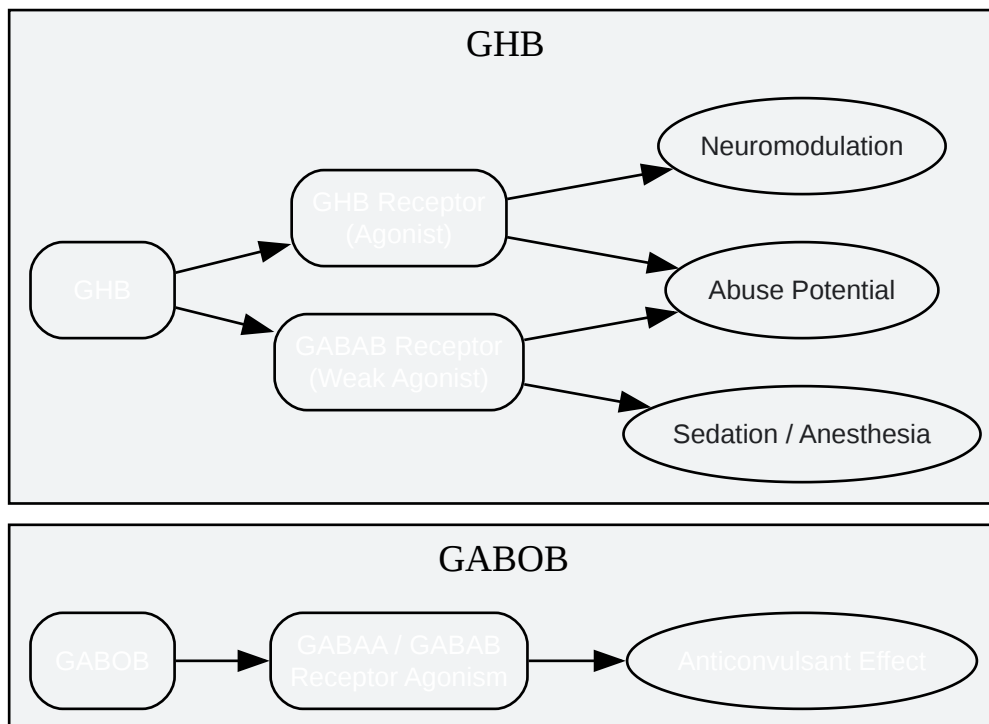 GHB
Neuromodulation
GHB Receptor
(Agonist)
GHB
Abuse Potential
GABAB Receptor
(Weak Agonist)
Sedation / Anesthesia
GABOB
GABOB
GABAA / GABAB
Receptor Agonism
Anticonvulsant Effect